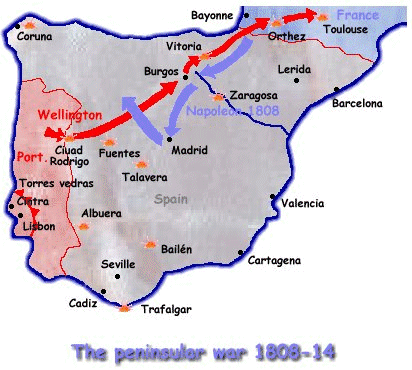 Bayonne
France
Coruna
Orthez
Toulouse
Vitoria
Burgos
Lerida
Zaragosa
Barcelona
Wellington
Napoleon 1808
Port.
Ciuad
Rodrigo
Fuentes
Madrid
Talavera
Torres vedras
Spain
Cintra
Valencia
Albuera
Lisbon
Bailén
Cartagena
Seville
Cadiz
Trafalgar
The peninsular war 1808-14